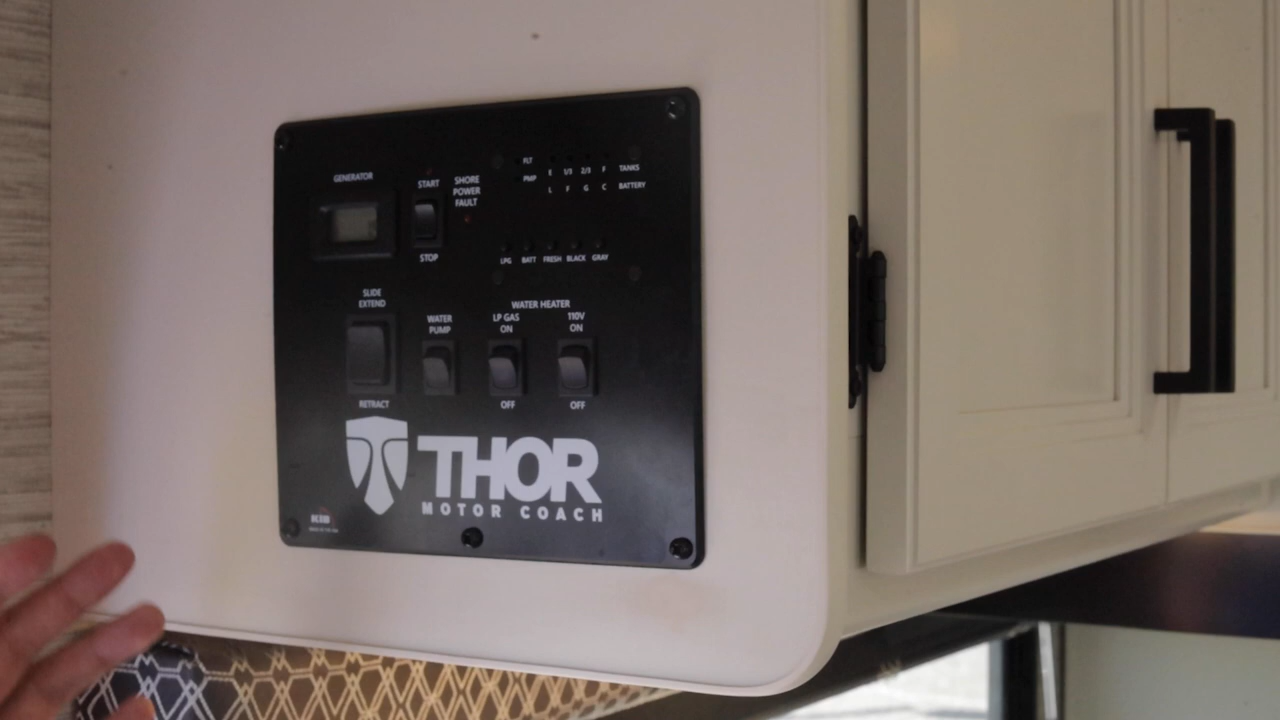 GENERATOR
START
STOP
SHORE
POWER
FAULT
FLT
PMP
E 1/3 2/3 F TANKS
L F G C BATTERY
LPG BATT FRESH BLACK GRAY
SLIDE
EXTEND
RETRACT
WATER
PUMP
WATER HEATER
LP GAS
ON
OFF
110V
ON
OFF
THOR
MOTOR COACH
KIB